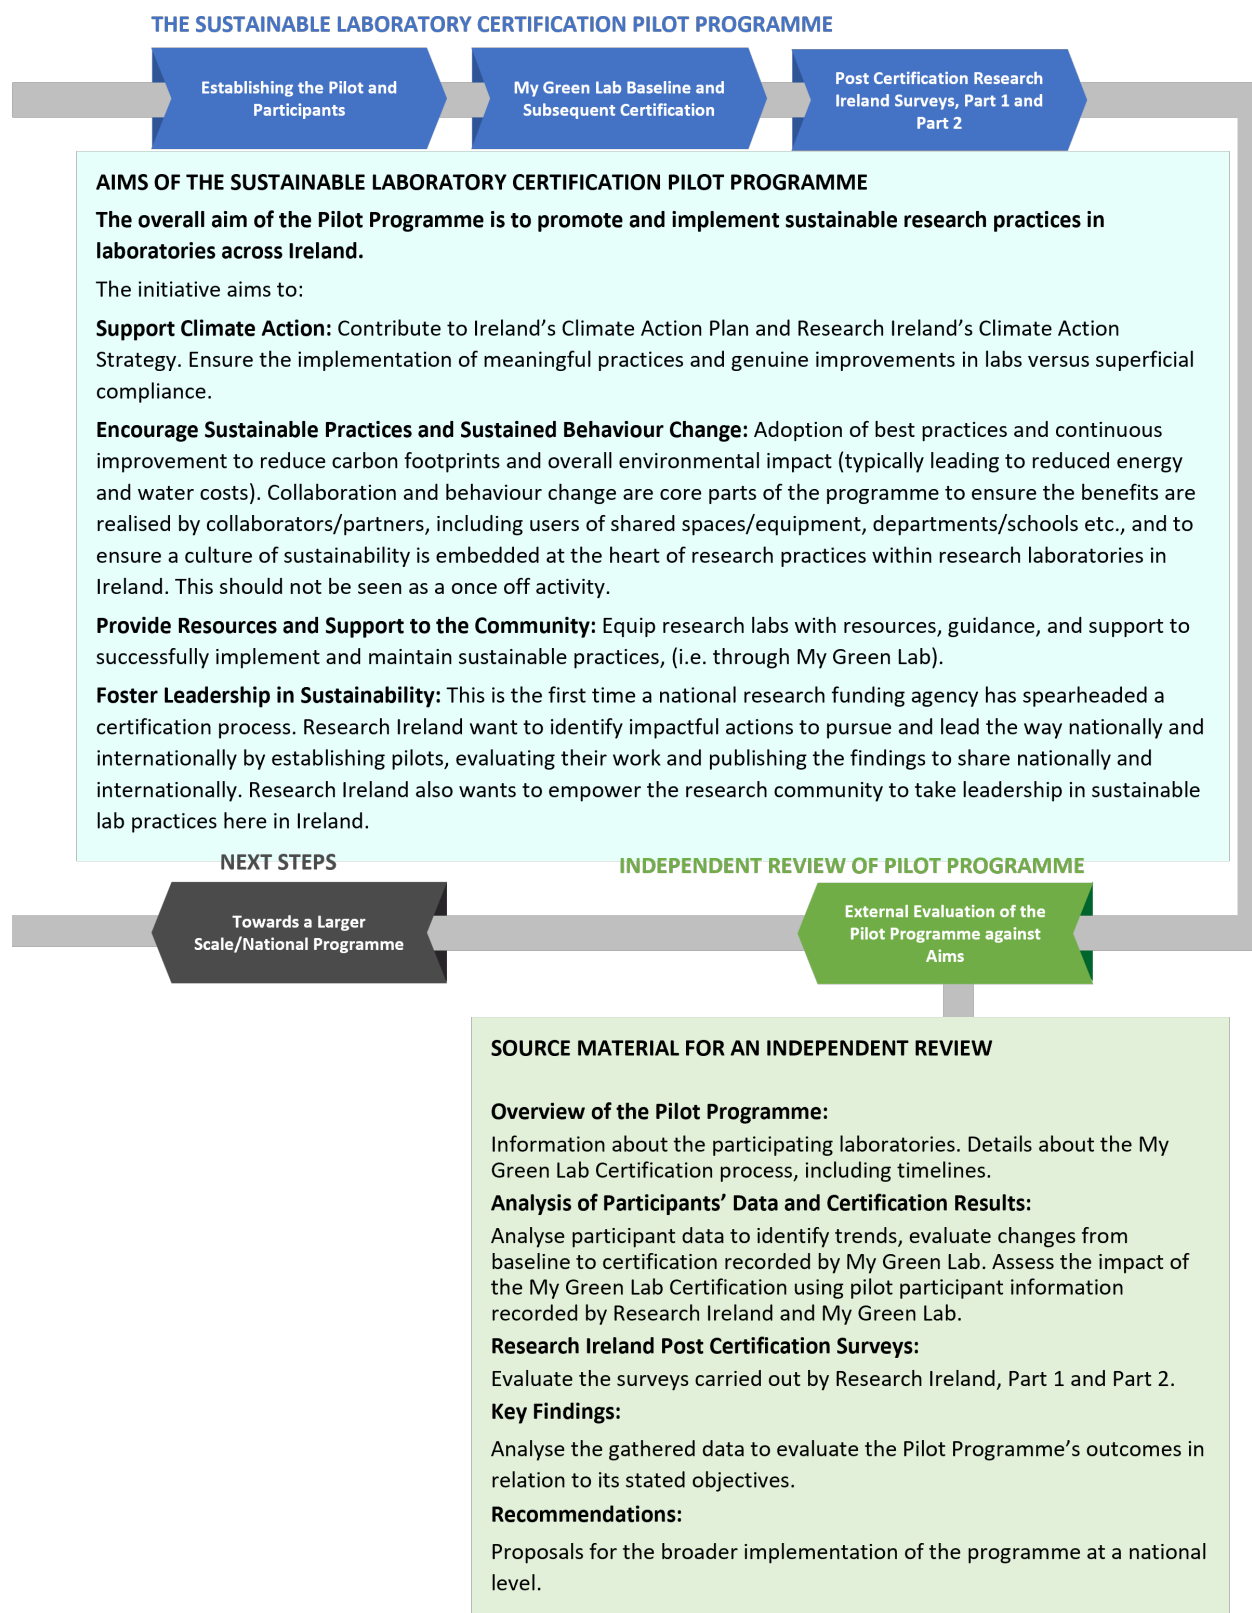 THE SUSTAINABLE LABORATORY CERTIFICATION PILOT PROGRAMME
Establishing the Pilot and
Participants
My Green Lab Baseline and
Subsequent Certification
Post Certification Research
Ireland Surveys, Part 1 and
Part 2
AIMS OF THE SUSTAINABLE LABORATORY CERTIFICATION PILOT PROGRAMME
The overall aim of the Pilot Programme is to promote and implement sustainable research practices in
laboratories across Ireland.
The initiative aims to:
Support Climate Action: Contribute to Ireland’s Climate Action Plan and Research Ireland’s Climate Action
Strategy. Ensure the implementation of meaningful practices and genuine improvements in labs versus superficial
compliance.
Encourage Sustainable Practices and Sustained Behaviour Change: Adoption of best practices and continuous
improvement to reduce carbon footprints and overall environmental impact (typically leading to reduced energy
and water costs). Collaboration and behaviour change are core parts of the programme to ensure the benefits are
realised by collaborators/partners, including users of shared spaces/equipment, departments/schools etc., and to
ensure a culture of sustainability is embedded at the heart of research practices within research laboratories in
Ireland. This should not be seen as a once off activity.
Provide Resources and Support to the Community: Equip research labs with resources, guidance, and support to
successfully implement and maintain sustainable practices, (i.e. through My Green Lab).
Foster Leadership in Sustainability: This is the first time a national research funding agency has spearheaded a
certification process. Research Ireland want to identify impactful actions to pursue and lead the way nationally and
internationally by establishing pilots, evaluating their work and publishing the findings to share nationally and
internationally. Research Ireland also wants to empower the research community to take leadership in sustainable
lab practices here in Ireland.
NEXT STEPS
Towards a Larger
Scale/National Programme
INDEPENDENT REVIEW OF PILOT PROGRAMME
External Evaluation of the
Pilot Programme against
Aims
SOURCE MATERIAL FOR AN INDEPENDENT REVIEW
Overview of the Pilot Programme:
Information about the participating laboratories. Details about the My
Green Lab Certification process, including timelines.
Analysis of Participants’ Data and Certification Results:
Analyse participant data to identify trends, evaluate changes from
baseline to certification recorded by My Green Lab. Assess the impact of
the My Green Lab Certification using pilot participant information
recorded by Research Ireland and My Green Lab.
Research Ireland Post Certification Surveys:
Evaluate the surveys carried out by Research Ireland, Part 1 and Part 2.
Key Findings:
Analyse the gathered data to evaluate the Pilot Programme’s outcomes in
relation to its stated objectives.
Recommendations:
Proposals for the broader implementation of the programme at a national
level.